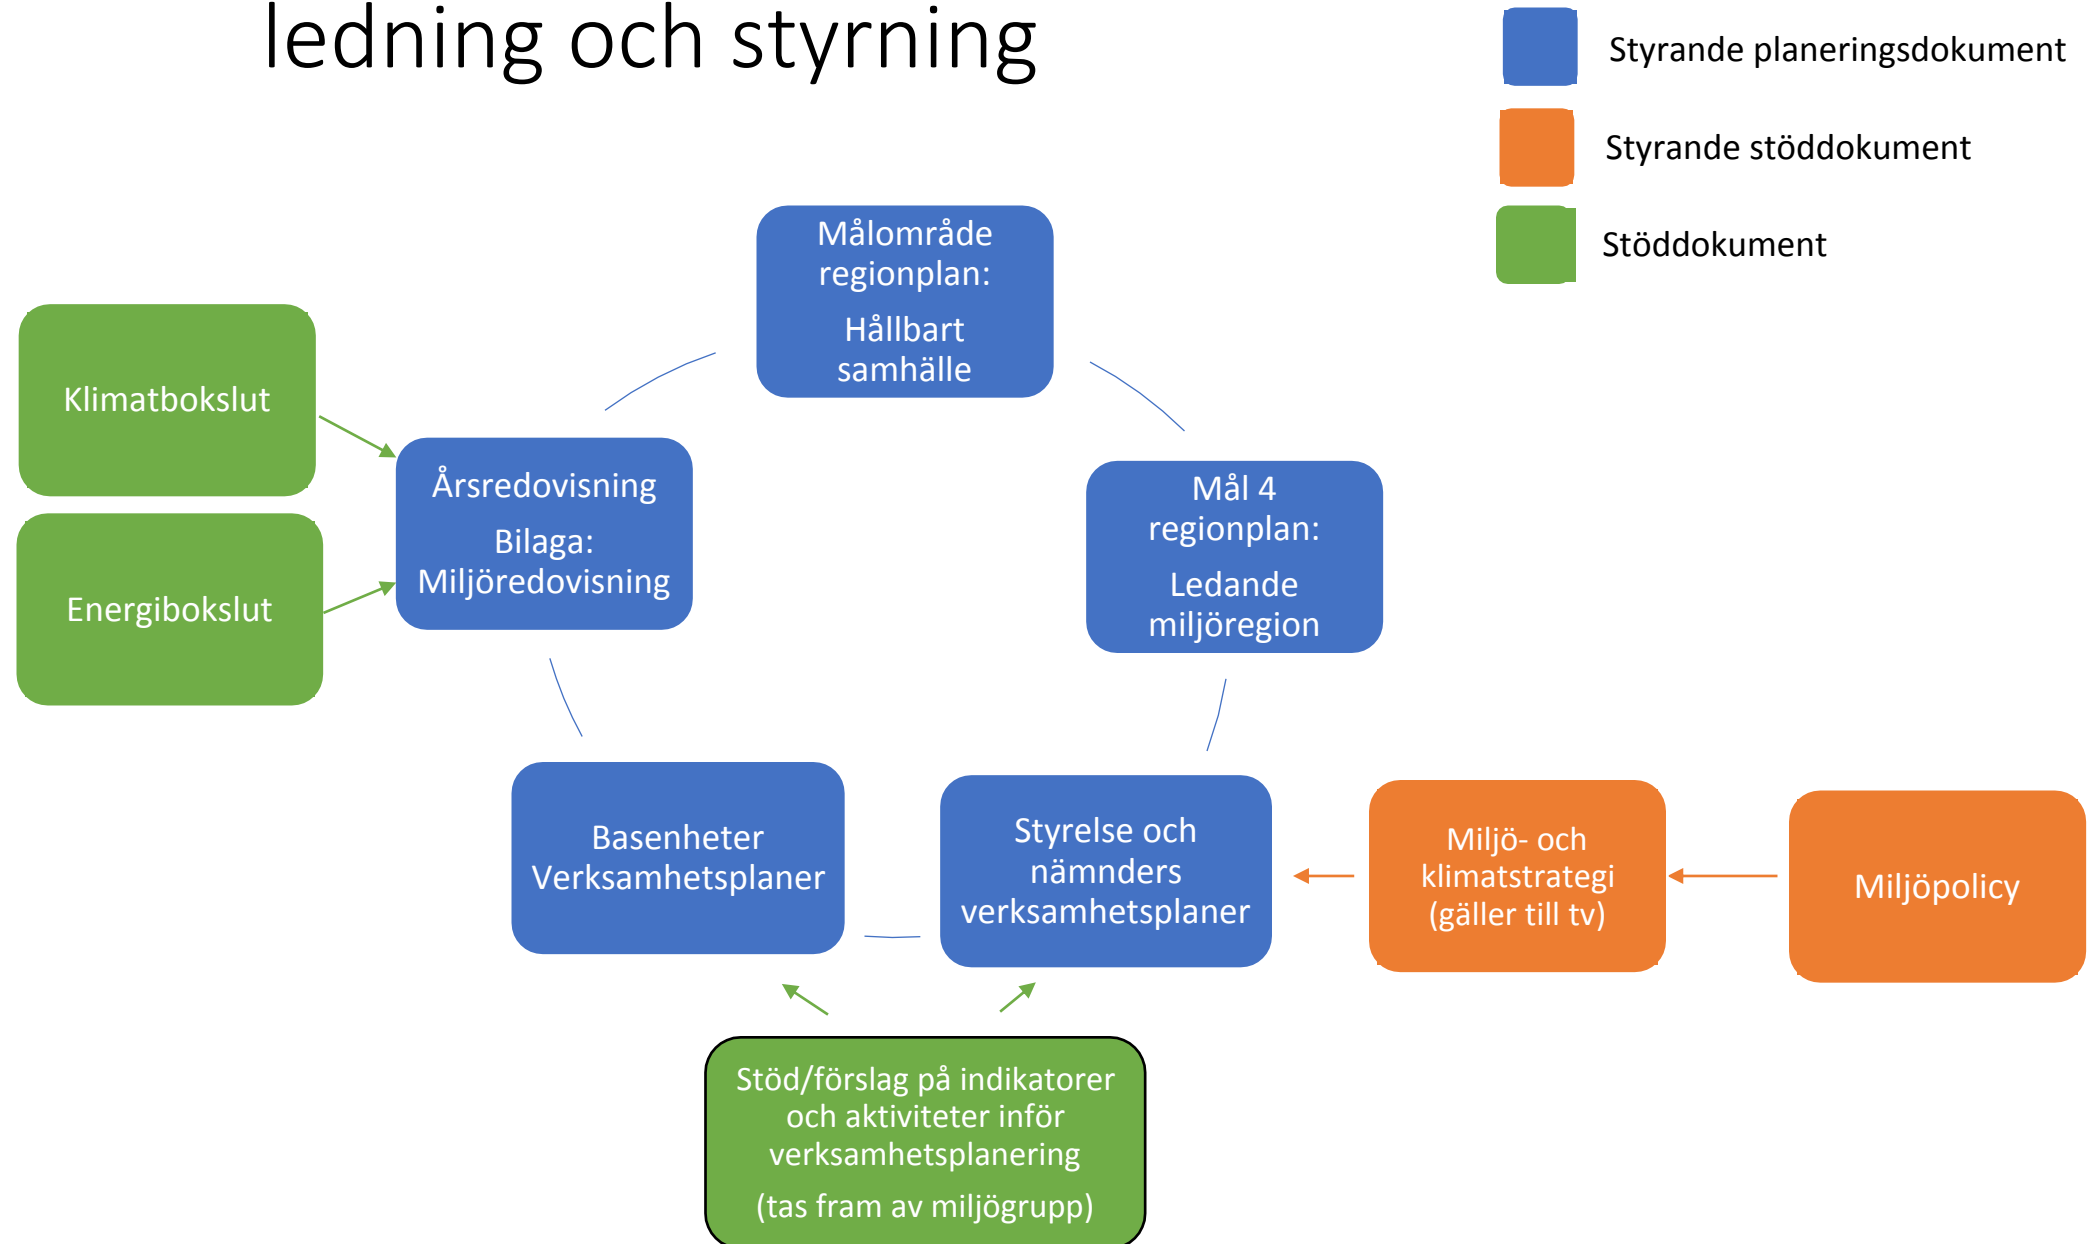 ledning och styrning
Styrande planeringsdokument
Styrande stöddokument
Stöddokument
Målområde
regionplan:
Hållbart
samhälle
Klimatbokslut
Energibokslut
Årsredovisning
Bilaga:
Miljöredovisning
Mål 4
regionplan:
Ledande
miljöregion
Basenheter
Verksamhetsplaner
Styrelse och
nämnders
verksamhetsplaner
Miljö- och
klimatstrategi
(gäller till tv)
Miljöpolicy
Stöd/förslag på indikatorer
och aktiviteter inför
verksamhetsplanering
(tas fram av miljögrupp)